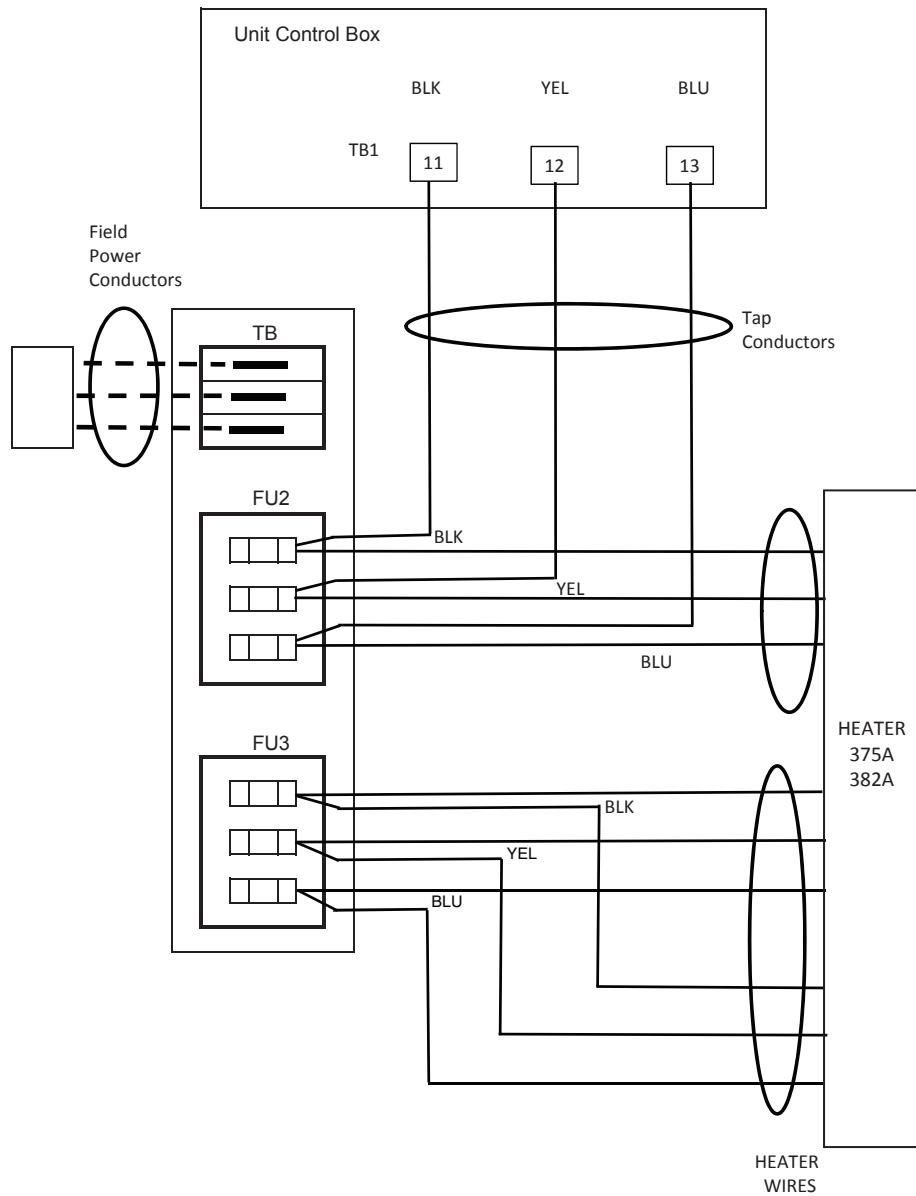 Unit Control Box
BLK YEL BLU
TB1 11 12 13
Field
Power
Conductors
Tap
Conductors
TB
FU2
BLK
YEL
BLU
HEATER
375A
382A
FU3
BLK
YEL
BLU
HEATER
WIRES